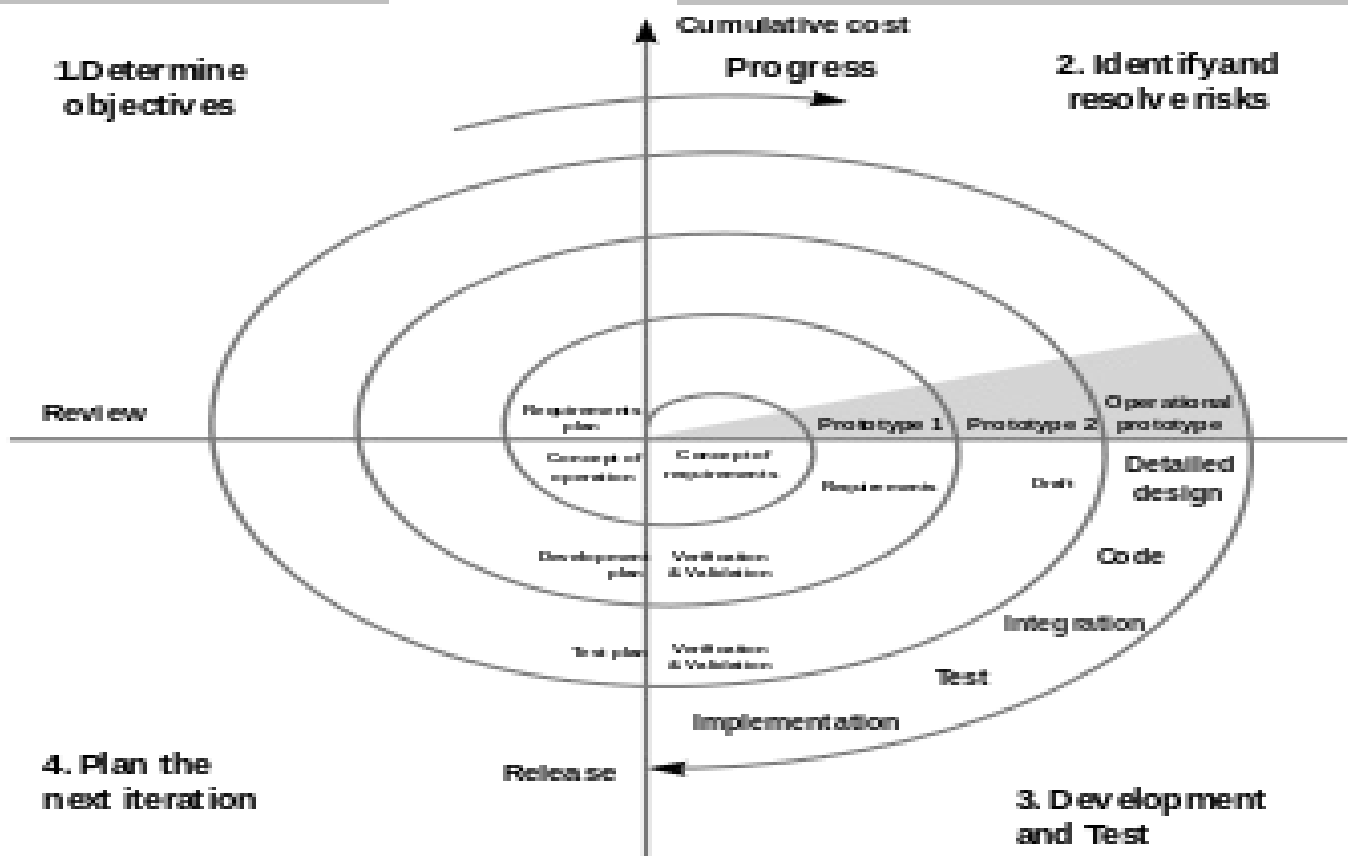 Cumulative cost
Progress
1.Determine
objectives
2. Identify and
resolve risks
Review
Requirements
plan
Concept of
operation
Concept of
requirements
Prototype 1
Prototype 2
Operational
prototype
Requirements
Draft
Detailed
design
Development
plan
Verification
& Validation
Code
Integration
Test plan
Verification
& Validation
Test
Implementation
4. Plan the
next iteration
Release
3. Development
and Test